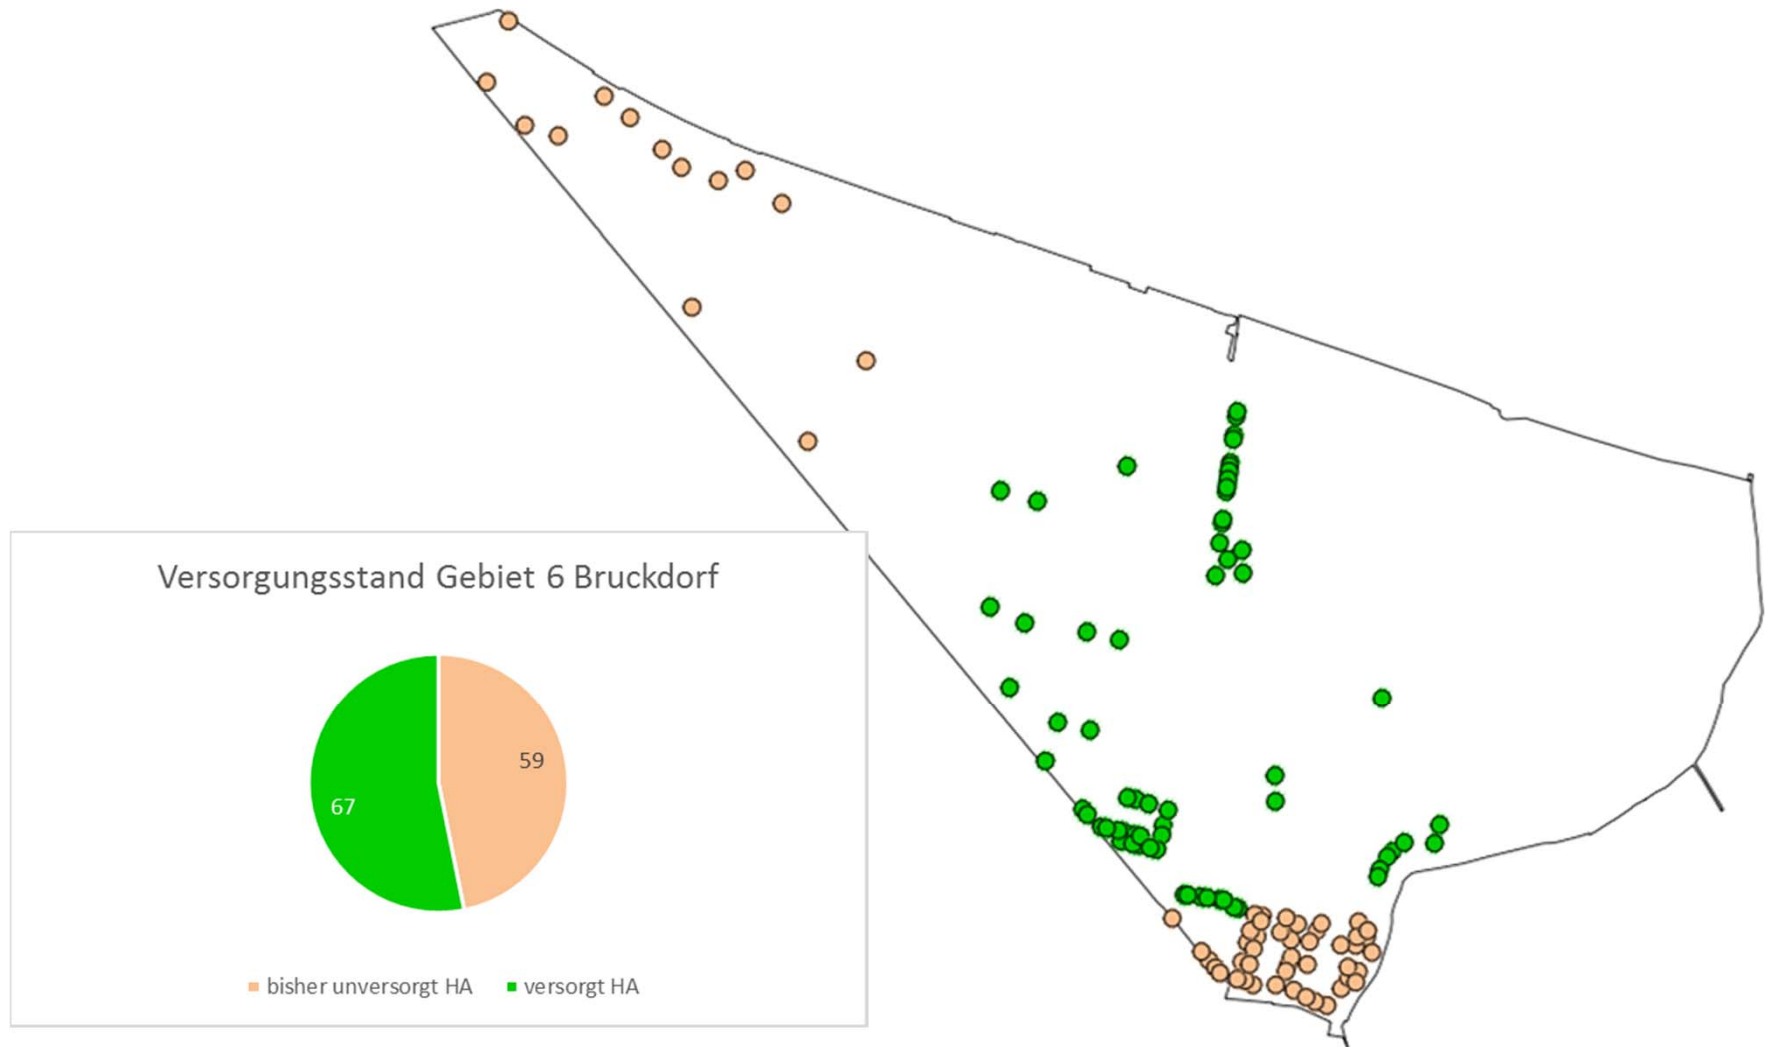 Versorgungsstand Gebiet 6 Bruckdorf
59
67
bisher unversorgt HA
versorgt HA